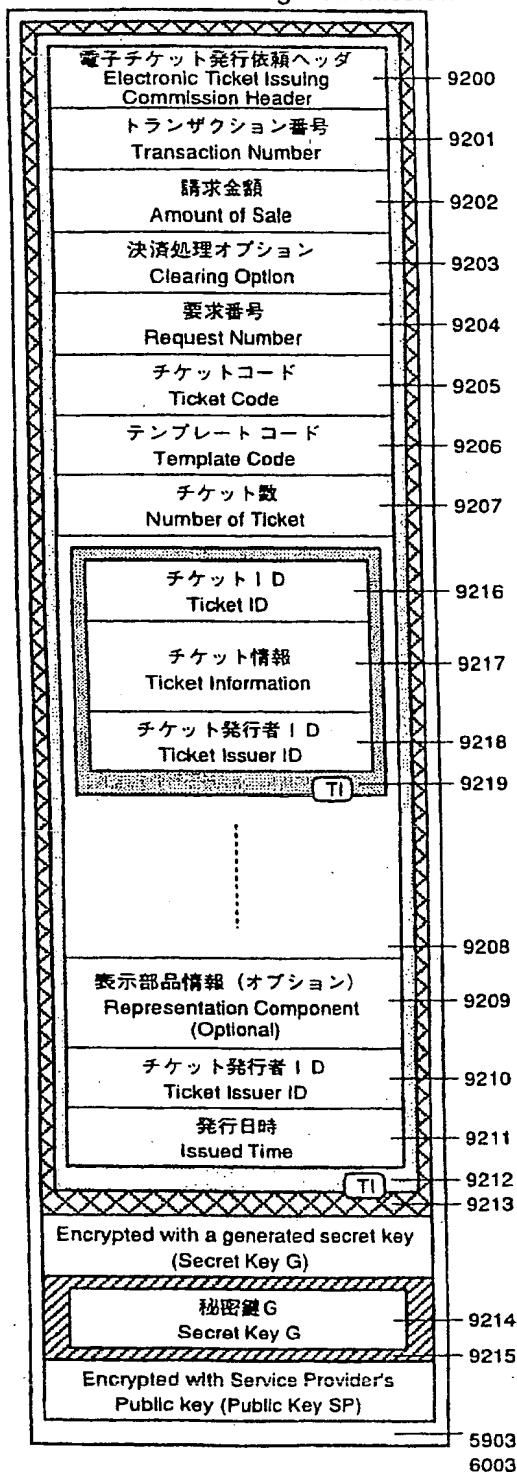 電子チケット発行依頼ヘッダ
Electronic Ticket Issuing
Commission Header
9200
トランザクション番号
Transaction Number
9201
請求金額
Amount of Sale
9202
決済処理オプション
Clearing Option
9203
要求番号
Request Number
9204
チケットコード
Ticket Code
9205
テンプレート コード
Template Code
9206
チケット数
Number of Ticket
9207
チケットID
Ticket ID
9216
チケット情報
Ticket Information
9217
チケット発行者ID
Ticket Issuer ID
9218
TI
9219
9208
表示部品情報 (オプション)
Representation Component
(Optional)
9209
チケット発行者ID
Ticket Issuer ID
9210
発行日時
Issued Time
9211
TI
9212
9213
Encrypted with a generated secret key
(Secret Key G)
秘密鍵G
Secret Key G
9214
9215
Encrypted with Service Provider's
Public key (Public Key SP)
5903
6003